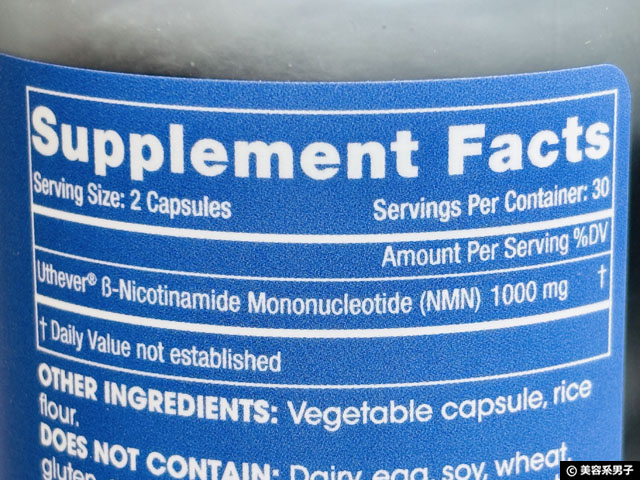 Supplement Facts
Serving Size: 2 Capsules Servings Per Container: 30
Amount Per Serving %DV
Uthever® ß-Nicotinamide Mononucleotide (NMN) 1000 mg †
† Daily Value not established
OTHER INGREDIENTS: Vegetable capsule, rice
flour.
DOES NOT CONTAIN: Dairy, egg, soy, wheat,
gluten
© 美容系男子